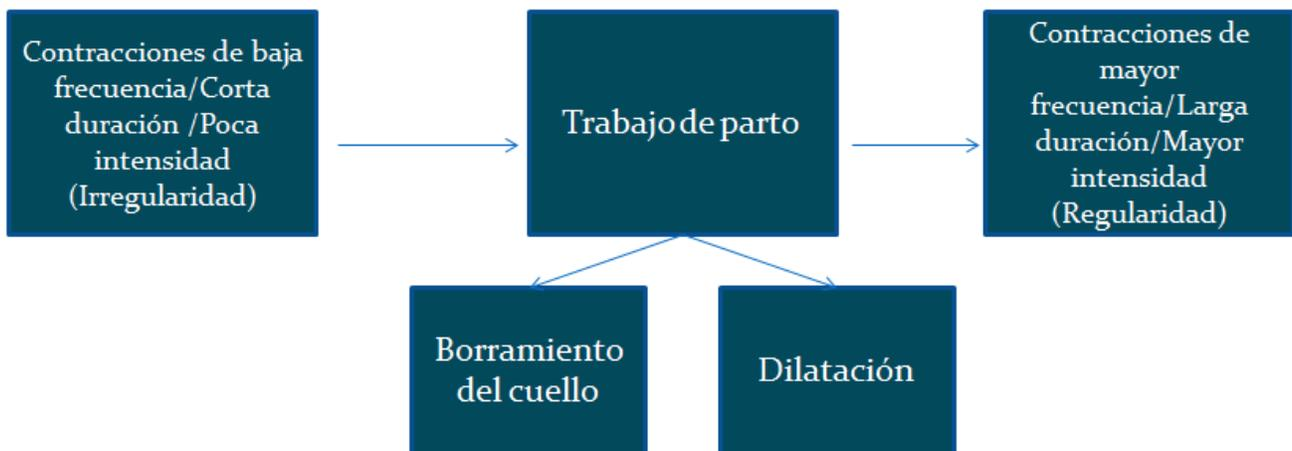 Contracciones de baja
frecuencia/Corta
duración /Poca
intensidad
(Irregularidad)
Trabajo de parto
Contracciones de
mayor
frecuencia/Larga
duración/Mayor
intensidad
(Regularidad)
Borramiento
del cuello
Dilatación